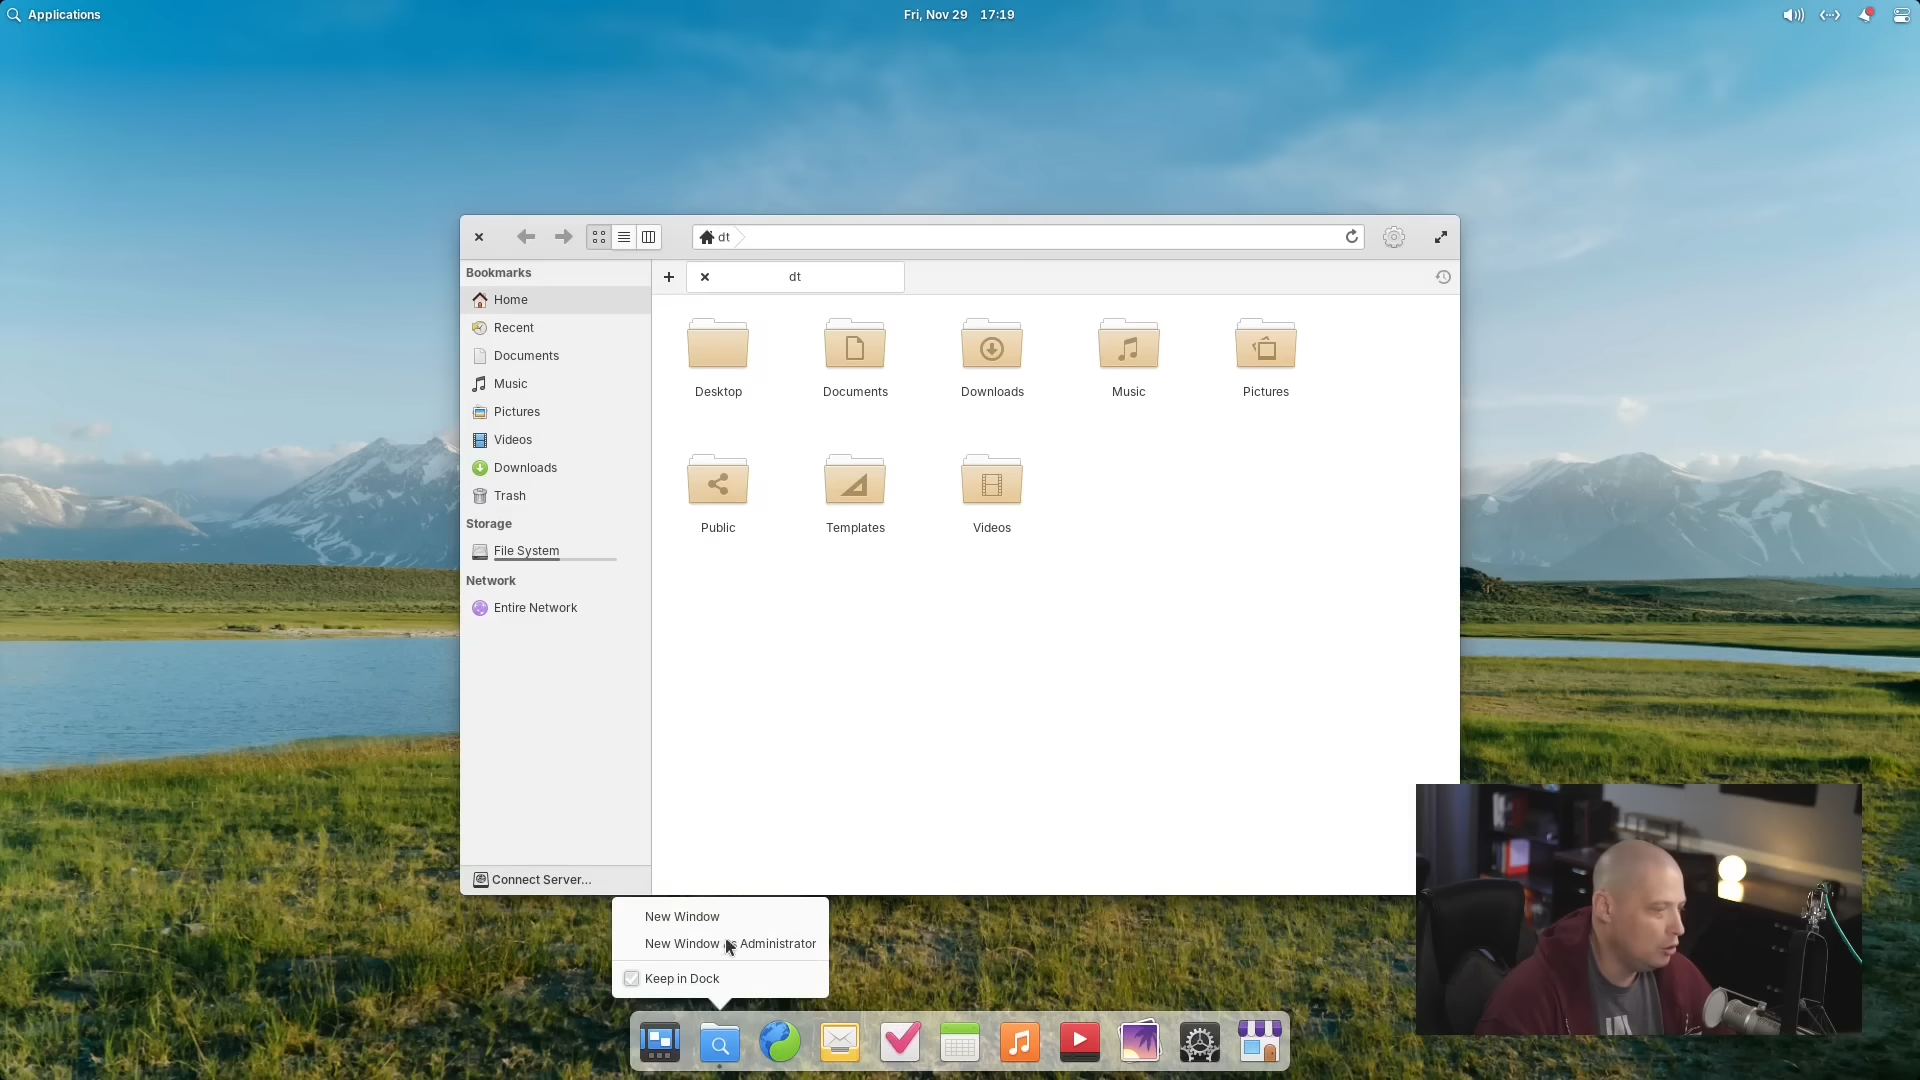 Applications
Fri, Nov 29 17:19
dt
dt
Bookmarks
Home
Recent
Documents
Music
Pictures
Videos
Downloads
Trash
Storage
File System
Network
Entire Network
Connect Server...
Desktop
Documents
Downloads
Music
Pictures
Public
Templates
Videos
New Window
New Window as Administrator
Keep in Dock